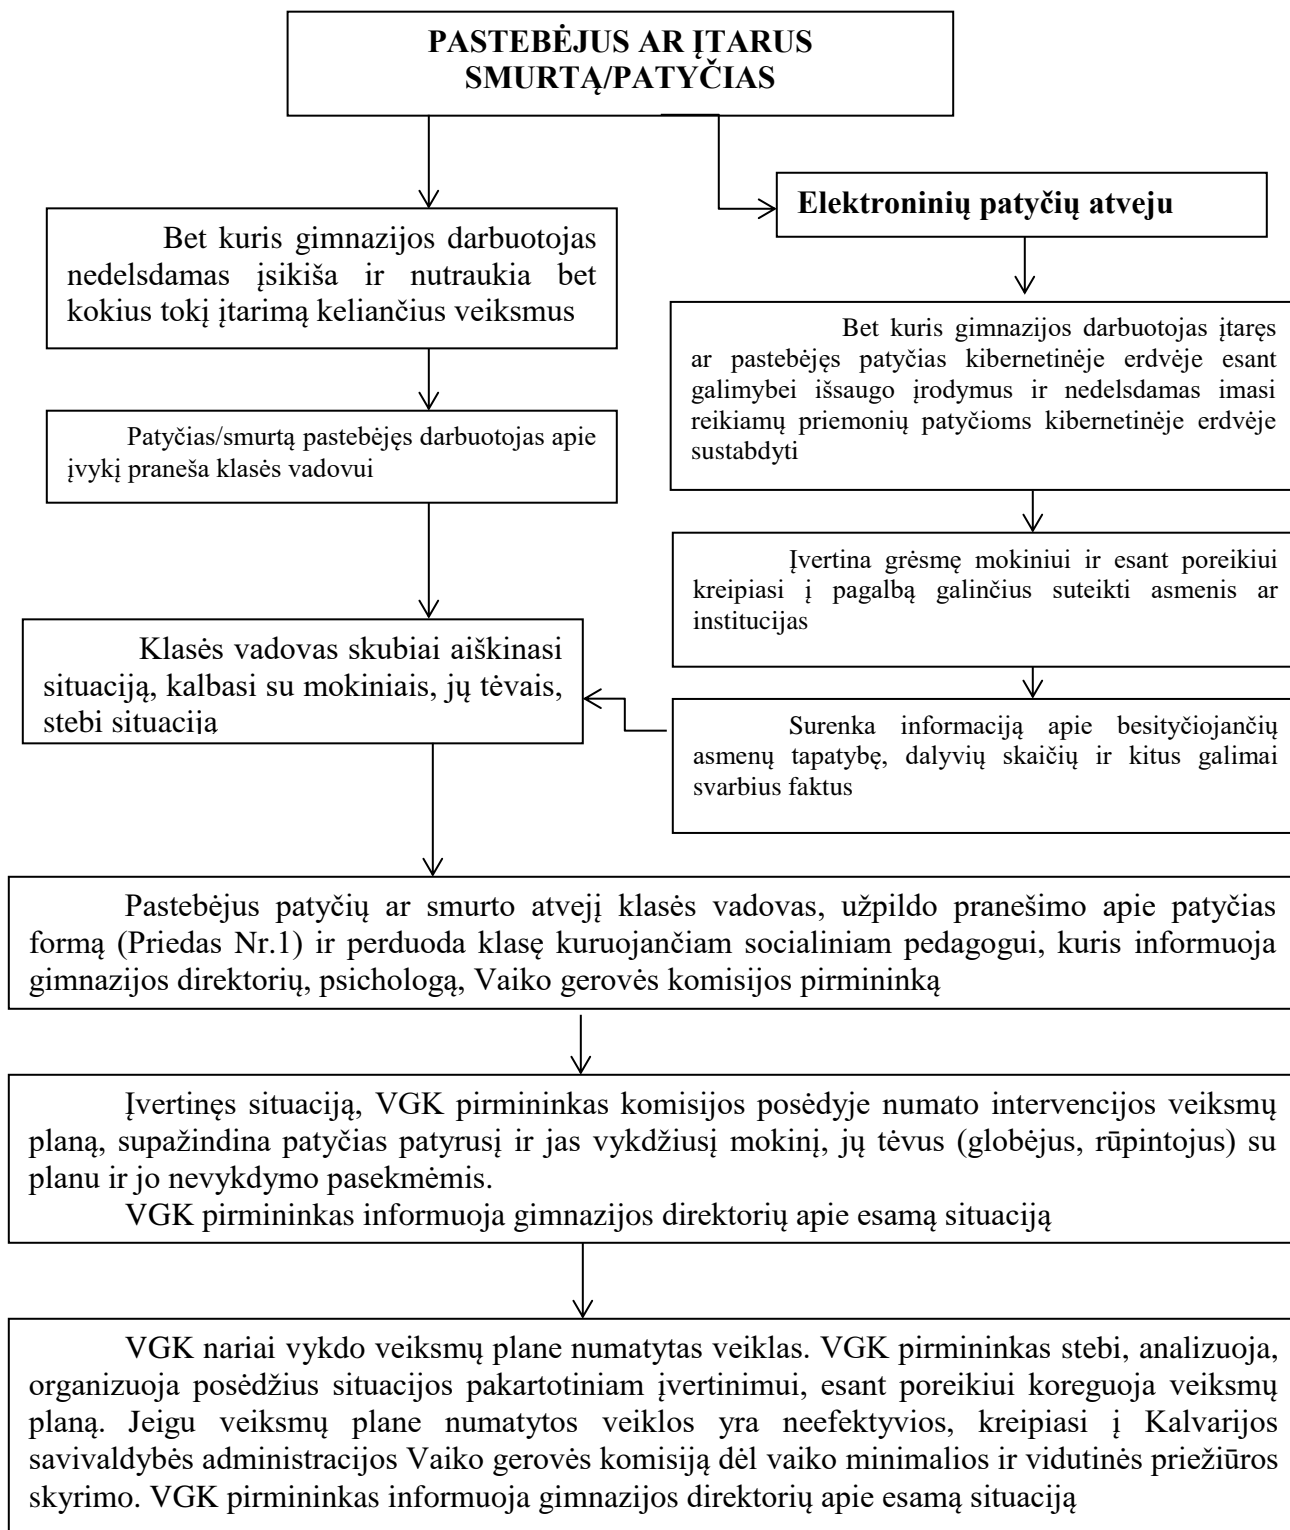 PASTEBĖJUS AR ĮTARUS
SMURTĄ/PATYČIAS
Elektroninių patyčių atveju
Bet kuris gimnazijos darbuotojas
nedelsdamas įsikiša ir nutraukia bet
kokius tokį įtarimą keliančius veiksmus
Bet kuris gimnazijos darbuotojas įtaręs
ar pastebėjęs patyčias kibernetinėje erdvėje esant
galimybei išsaugo įrodymus ir nedelsdamas imasi
reikiamų priemonių patyčioms kibernetinėje erdvėje
sustabdyti
Patyčias/smurtą pastebėjęs darbuotojas apie
įvykį praneša klasės vadovui
Įvertina grėsmę mokiniui ir esant poreikiui
kreipiasi į pagalbą galinčius suteikti asmenis ar
institucijas
Klasės vadovas skubiai aiškinasi
situaciją, kalbasi su mokiniais, jų tėvais,
stebi situaciją
Surenka informaciją apie besityčiojančių
asmenų tapatybę, dalyvių skaičių ir kitus galimai
svarbius faktus
Pastebėjus patyčių ar smurto atvejį klasės vadovas, užpildo pranešimo apie patyčias
formą (Priedas Nr.1) ir perduoda klasę kuruojančiam socialiniam pedagogui, kuris informuoja
gimnazijos direktorių, psichologą, Vaiko gerovės komisijos pirmininką
Įvertinęs situaciją, VGK pirmininkas komisijos posėdyje numato intervencijos veiksmų
planą, supažindina patyčias patyrusį ir jas vykdžiusį mokinį, jų tėvus (globėjus, rūpintojus) su
planu ir jo nevykdymo pasekmėmis.
VGK pirmininkas informuoja gimnazijos direktorių apie esamą situaciją
VGK nariai vykdo veiksmų plane numatytas veiklas. VGK pirmininkas stebi, analizuoja,
organizuoja posėdžius situacijos pakartotiniam įvertinimui, esant poreikiui koreguoja veiksmų
planą. Jeigu veiksmų plane numatytos veiklos yra neefektyvios, kreipiasi į Kalvarijos
savivaldybės administracijos Vaiko gerovės komisiją dėl vaiko minimalios ir vidutinės priežiūros
skyrimo. VGK pirmininkas informuoja gimnazijos direktorių apie esamą situaciją